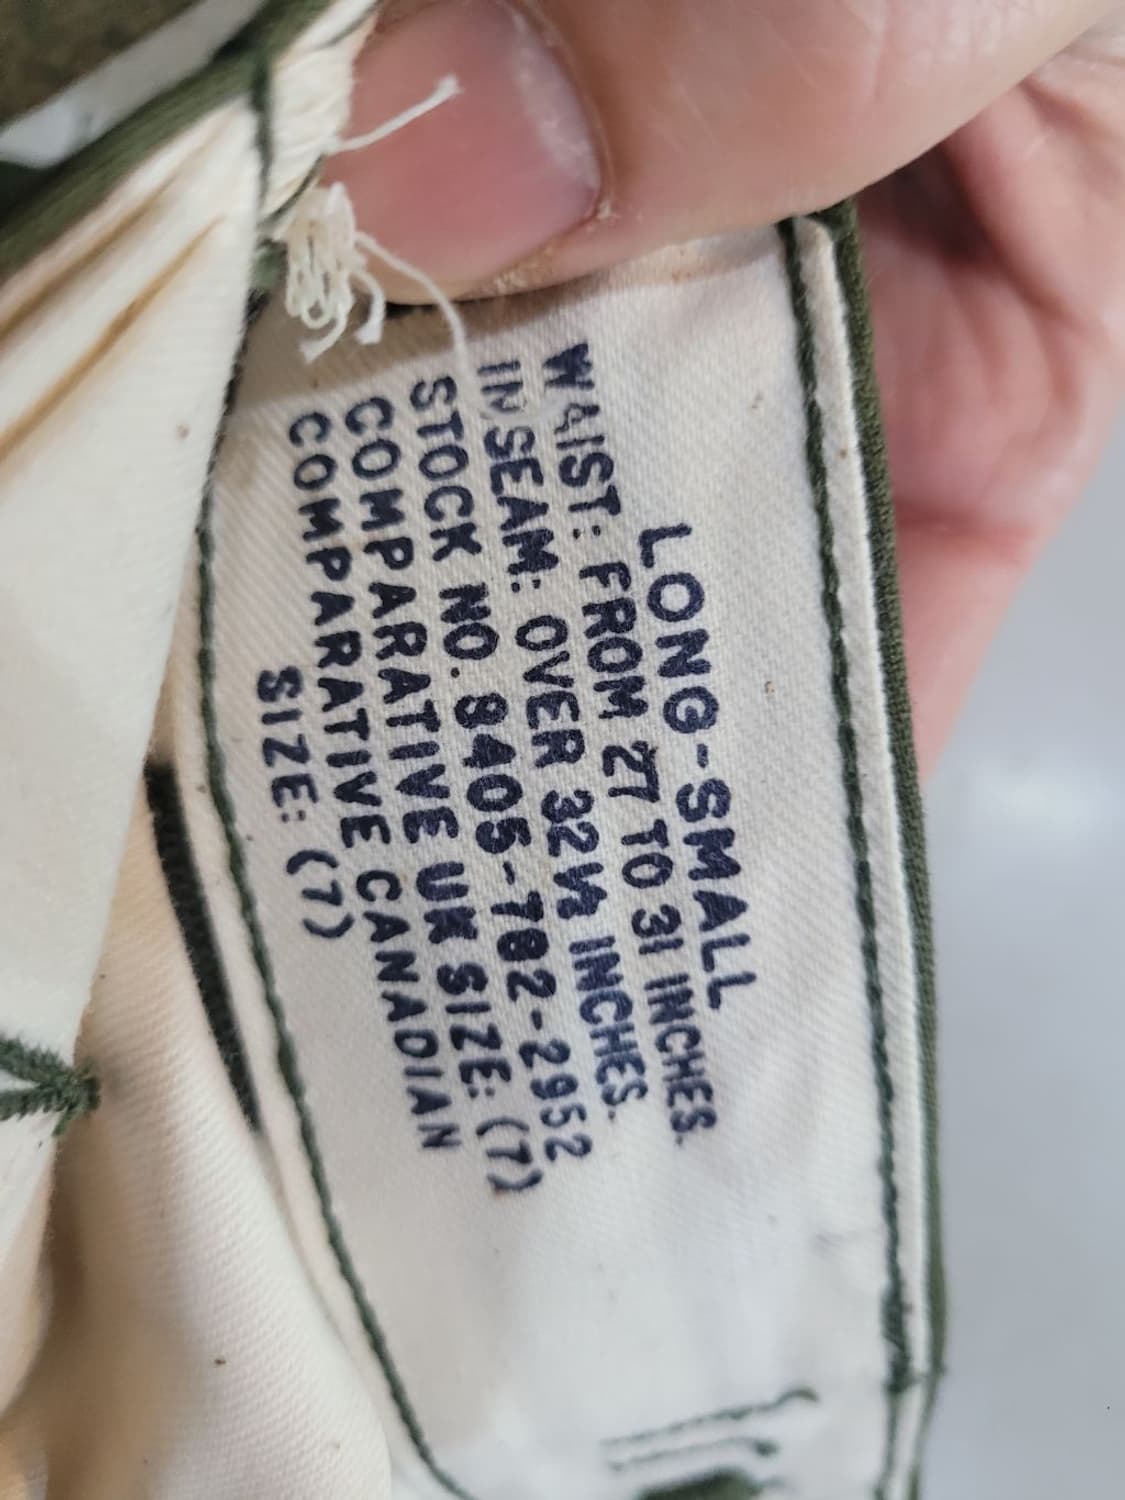 LONG-SMALL
WAIST: FROM 27 TO 31 INCHES.
INSEAM: OVER 32½ INCHES.
STOCK NO. 8405-782-2952
COMPARATIVE UK SIZE: (7)
COMPARATIVE CANADIAN
SIZE: (7)